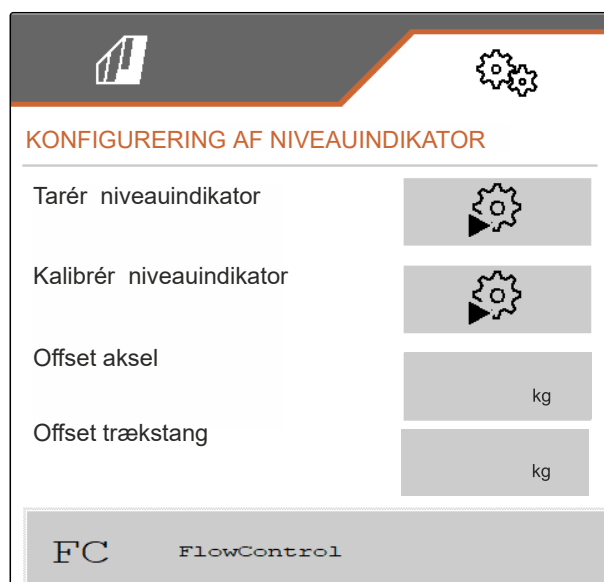 KONFIGURERING AF NIVEAUINDIKATOR
Tarér niveauindikator
Kalibrér niveauindikator
Offset aksel
kg
Offset trækstang
kg
FC FlowControl